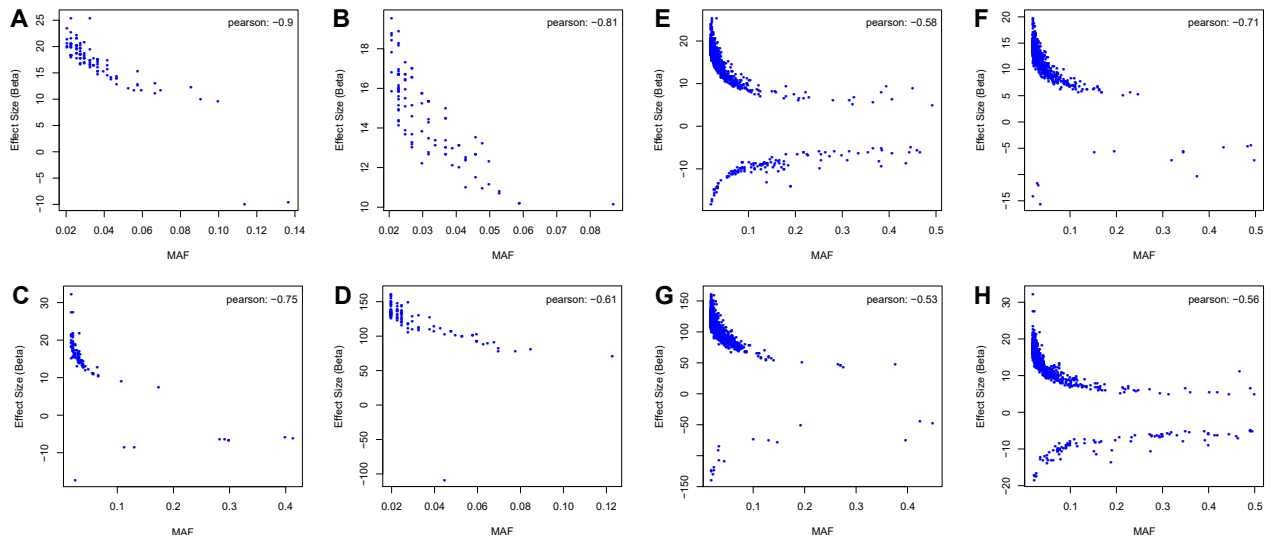 A
pearson: −0.9
Effect Size (Beta)
25
20
15
10
5
0
−5
−10
0.02 0.04 0.06 0.08 0.10 0.12 0.14
MAF
B
pearson: −0.81
Effect Size (Beta)
18
16
14
12
10
0.02 0.03 0.04 0.05 0.06 0.07 0.08
MAF
E
pearson: −0.58
Effect Size (Beta)
20
10
0
−10
0.1 0.2 0.3 0.4 0.5
MAF
F
pearson: −0.71
Effect Size (Beta)
20
15
10
5
0
−5
−15
0.1 0.2 0.3 0.4 0.5
MAF
C
pearson: −0.75
Effect Size (Beta)
30
20
10
0
−10
0.1 0.2 0.3 0.4
MAF
D
pearson: −0.61
Effect Size (Beta)
150
100
50
0
−50
−100
0.02 0.04 0.06 0.08 0.10 0.12
MAF
G
pearson: −0.53
Effect Size (Beta)
150
100
50
0
−50
−150
0.1 0.2 0.3 0.4
MAF
H
pearson: −0.56
Effect Size (Beta)
30
20
10
0
−10
−20
0.1 0.2 0.3 0.4 0.5
MAF